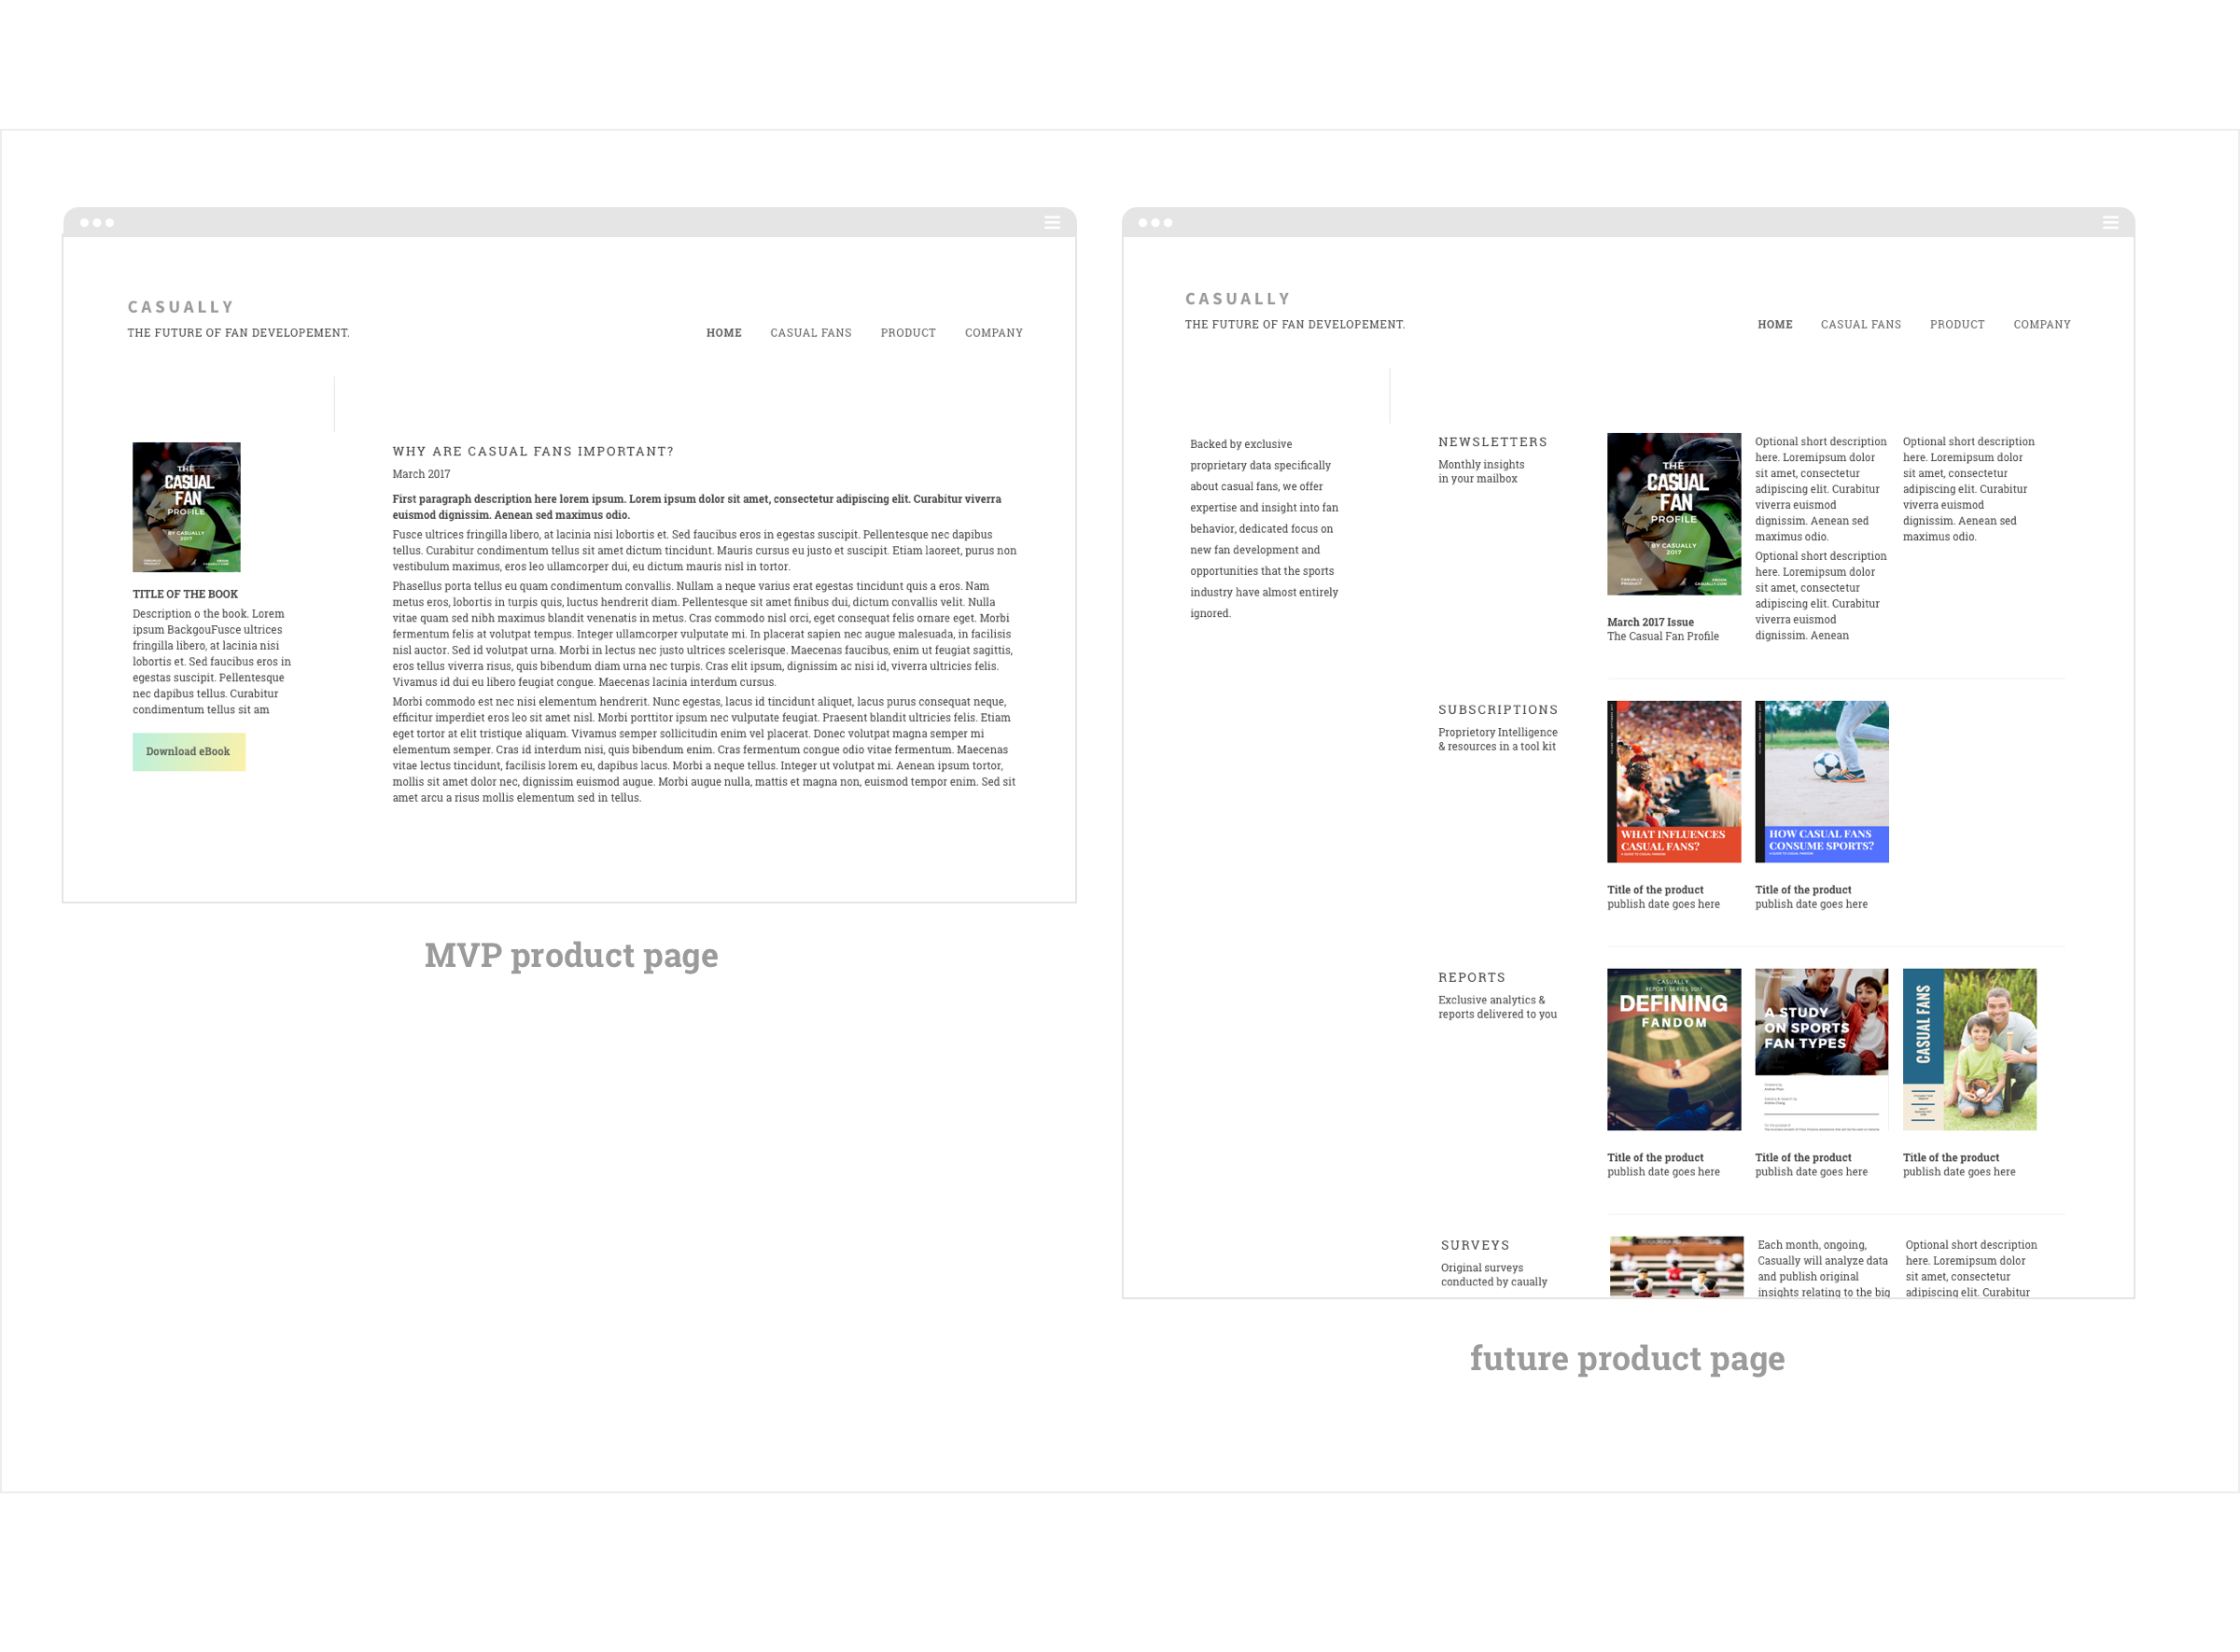 CASUALLY
THE FUTURE OF FAN DEVELOPEMENT.
HOME CASUAL FANS PRODUCT COMPANY
THE
CASUAL
FAN
PROFILE
BY CASUALLY
2017
TITLE OF THE BOOK
Description o the book. Lorem
ipsum BackgouFusce ultrices
fringilla libero, at lacinia nisi
lobortis et. Sed faucibus eros in
egestas suscipit. Pellentesque
nec dapibus tellus. Curabitur
condimentum tellus sit am
Download eBook
WHY ARE CASUAL FANS IMPORTANT?
March 2017
First paragraph description here lorem ipsum. Lorem ipsum dolor sit amet, consectetur adipiscing elit. Curabitur viverra
euismod dignissim. Aenean sed maximus odio.
Fusce ultrices fringilla libero, at lacinia nisi lobortis et. Sed faucibus eros in egestas suscipit. Pellentesque nec dapibus
tellus. Curabitur condimentum tellus sit amet dictum tincidunt. Mauris cursus eu justo et suscipit. Etiam laoreet, purus non
vestibulum maximus, eros leo ullamcorper dui, eu dictum mauris nisl in tortor.
Phasellus porta tellus eu quam condimentum convallis. Nullam a neque varius erat egestas tincidunt quis a eros. Nam
metus eros, lobortis in turpis quis, luctus hendrerit diam. Pellentesque sit amet finibus dui, dictum convallis velit. Nulla
vitae quam sed nibh maximus blandit venenatis in metus. Cras commodo nisl orci, eget consequat felis ornare eget. Morbi
fermentum felis at volutpat tempus. Integer ullamcorper vulputate mi. In placerat sapien nec augue malesuada, in facilisis
nisl auctor. Sed id volutpat urna. Morbi in lectus nec justo ultrices scelerisque. Maecenas faucibus, enim ut feugiat sagittis,
eros tellus viverra risus, quis bibendum diam urna nec turpis. Cras elit ipsum, dignissim ac nisi id, viverra ultricies felis.
Vivamus id dui eu libero feugiat congue. Maecenas lacinia interdum cursus.
Morbi commodo est nec nisi elementum hendrerit. Nunc egestas, lacus id tincidunt aliquet, lacus purus consequat neque,
efficitur imperdiet eros leo sit amet nisl. Morbi porttitor ipsum nec vulputate feugiat. Praesent blandit ultricies felis. Etiam
eget tortor at elit tristique aliquam. Vivamus semper sollicitudin enim vel placerat. Donec volutpat magna semper mi
elementum semper. Cras id interdum nisi, quis bibendum enim. Cras fermentum congue odio vitae fermentum. Maecenas
vitae lectus tincidunt, facilisis lorem eu, dapibus lacus. Morbi a neque tellus. Integer ut volutpat mi. Aenean ipsum tortor,
mollis sit amet dolor nec, dignissim euismod augue. Morbi augue nulla, mattis et magna non, euismod tempor enim. Sed sit
amet arcu a risus mollis elementum sed in tellus.
MVP product page
CASUALLY
THE FUTURE OF FAN DEVELOPEMENT.
HOME CASUAL FANS PRODUCT COMPANY
Backed by exclusive
proprietary data specifically
about casual fans, we offer
expertise and insight into fan
behavior, dedicated focus on
new fan development and
opportunities that the sports
industry have almost entirely
ignored.
NEWSLETTERS
Monthly insights
in your mailbox
THE
CASUAL
FAN
PROFILE
BY CASUALLY
2017
CASUALLY
PRODUCT
EBOOK
CASUALLY.COM
March 2017 Issue
The Casual Fan Profile
Optional short description
here. Loremipsum dolor
sit amet, consectetur
adipiscing elit. Curabitur
viverra euismod
dignissim. Aenean sed
maximus odio.
Optional short description
here. Loremipsum dolor
sit amet, consectetur
adipiscing elit. Curabitur
viverra euismod
dignissim. Aenean
Optional short description
here. Loremipsum dolor
sit amet, consectetur
adipiscing elit. Curabitur
viverra euismod
dignissim. Aenean sed
maximus odio.
SUBSCRIPTIONS
Proprietory Intelligence
& resources in a tool kit
WHAT INFLUENCES
CASUAL FANS?
A GUIDE TO CASUAL FANDOM
Title of the product
publish date goes here
HOW CASUAL FANS
CONSUME SPORTS?
A GUIDE TO CASUAL FANDOM
Title of the product
publish date goes here
REPORTS
Exclusive analytics &
reports delivered to you
CASUALLY
REPORT SERIES 2017
DEFINING
FANDOM
Title of the product
publish date goes here
A STUDY
ON SPORTS
FAN TYPES
Title of the product
publish date goes here
CASUAL FANS
Title of the product
publish date goes here
SURVEYS
Original surveys
conducted by caually
Each month, ongoing,
Casually will analyze data
and publish original
insights relating to the big
Optional short description
here. Loremipsum dolor
sit amet, consectetur
adipiscing elit. Curabitur
future product page